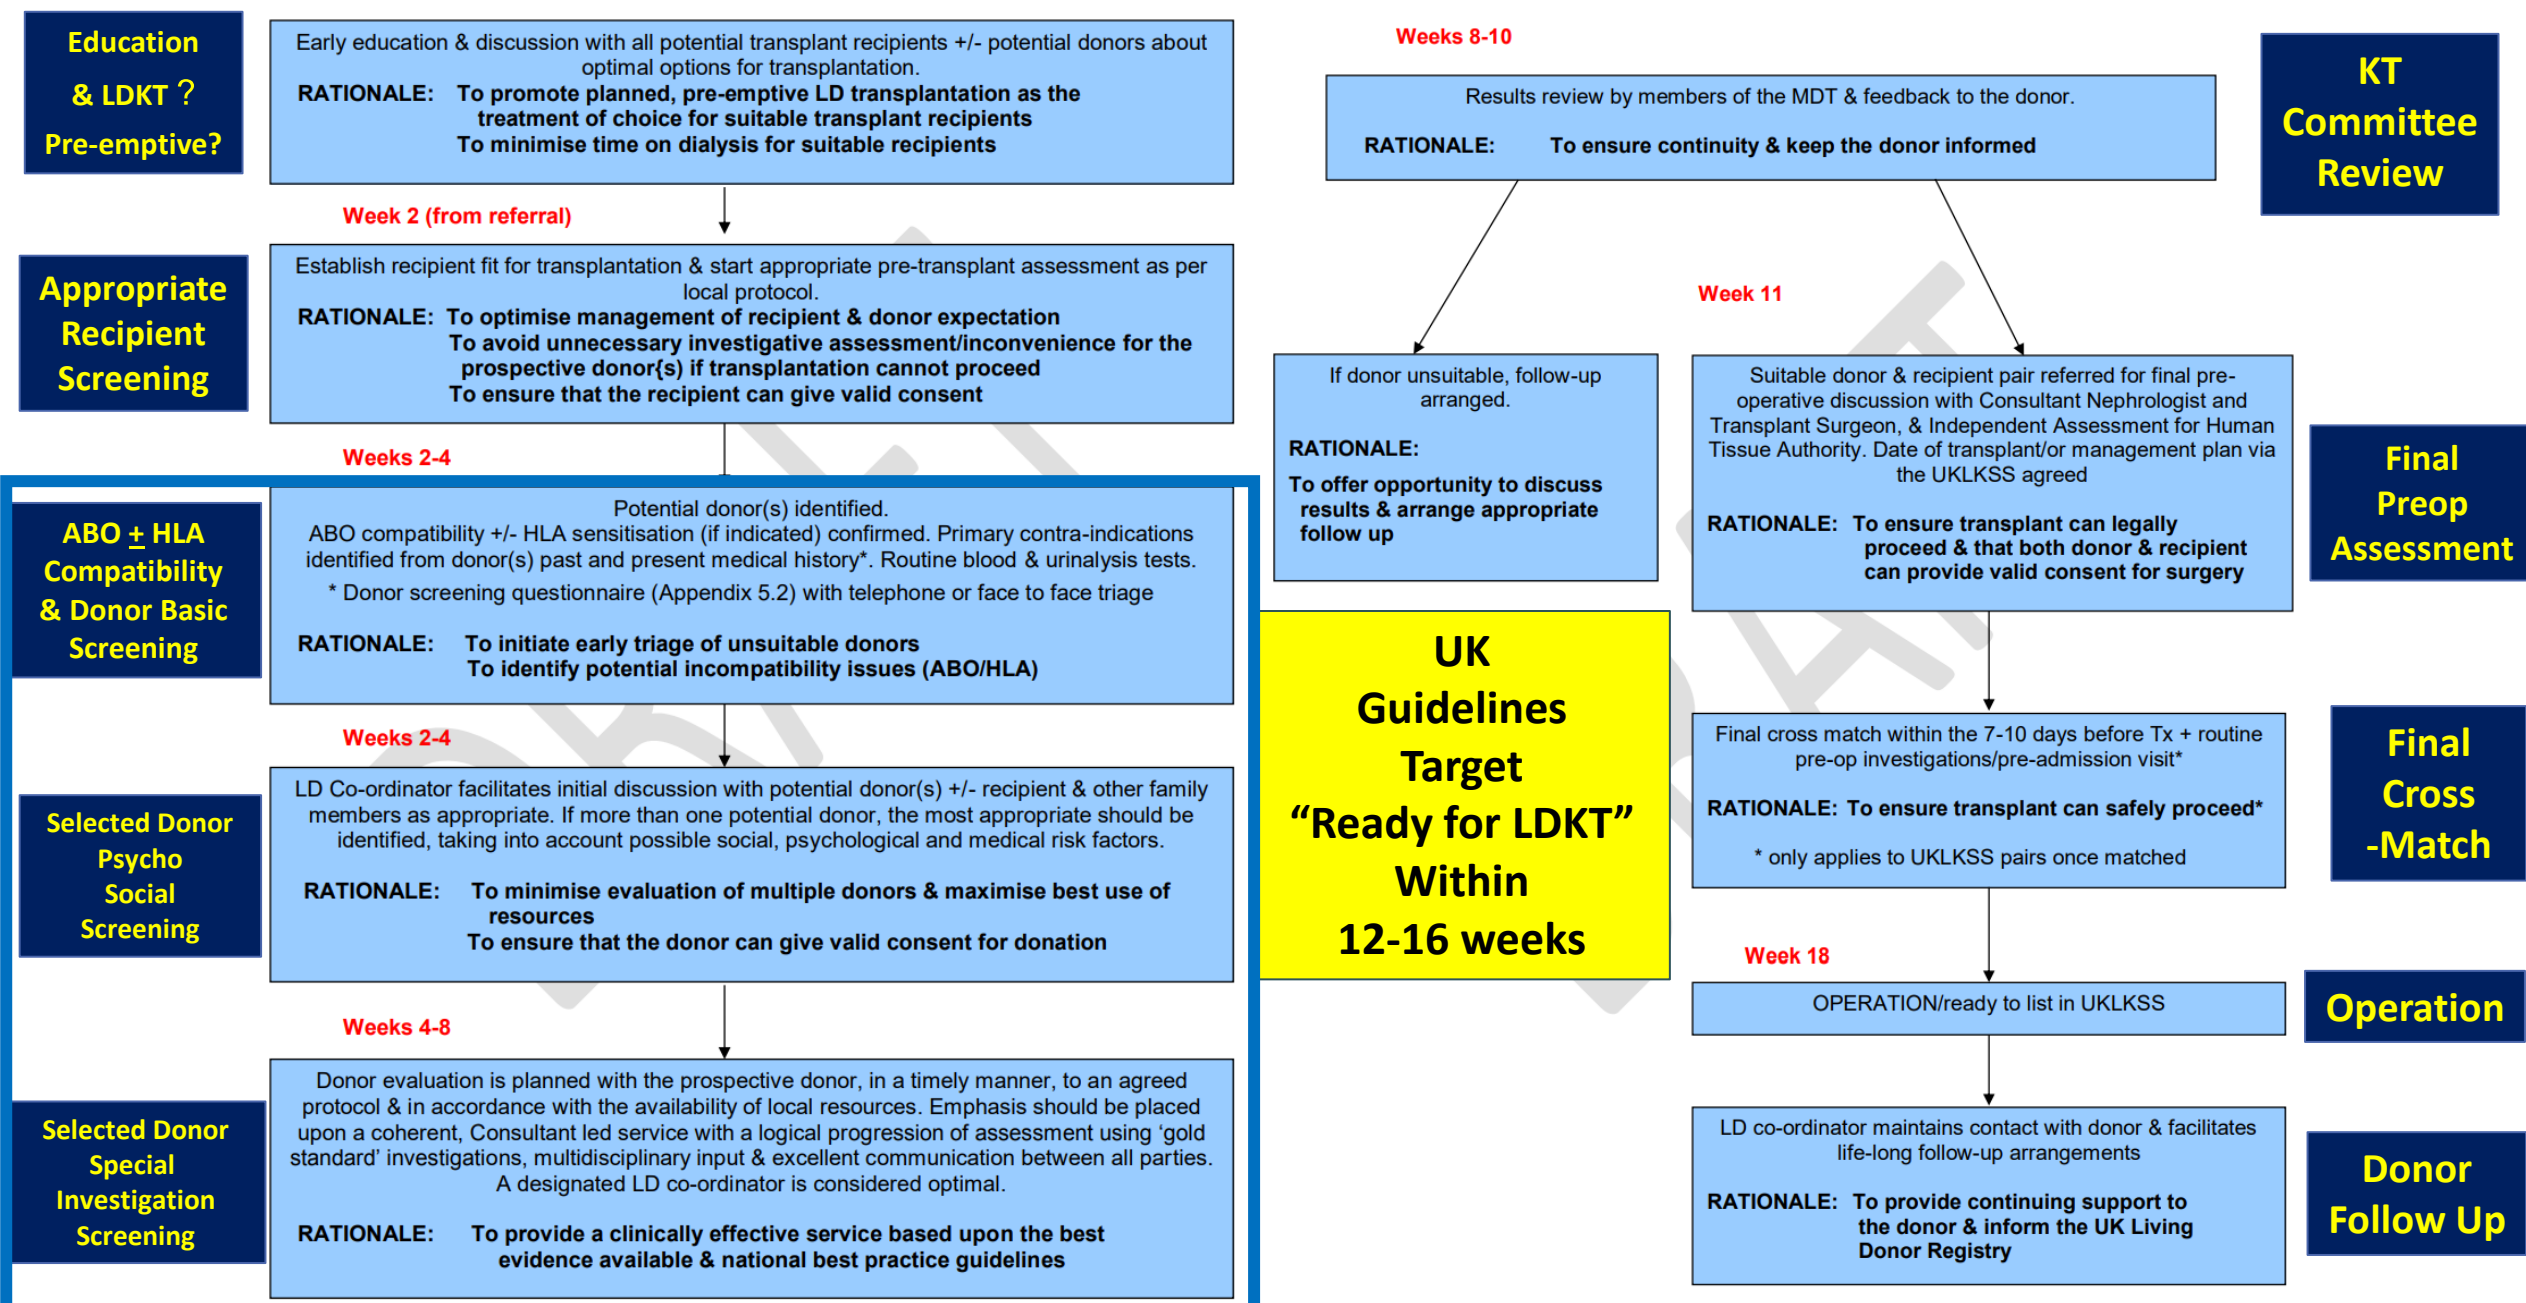 Education
& LDKT ?
Pre-emptive?
Early education & discussion with all potential transplant recipients +/- potential donors about
optimal options for transplantation.
RATIONALE: To promote planned, pre-emptive LD transplantation as the
treatment of choice for suitable transplant recipients
To minimise time on dialysis for suitable recipients
Week 2 (from referral)
Appropriate
Recipient
Screening
Establish recipient fit for transplantation & start appropriate pre-transplant assessment as per
local protocol.
RATIONALE: To optimise management of recipient & donor expectation
To avoid unnecessary investigative assessment/inconvenience for the
prospective donor{s) if transplantation cannot proceed
To ensure that the recipient can give valid consent
Weeks 2-4
ABO ± HLA
Compatibility
& Donor Basic
Screening
Potential donor(s) identified.
ABO compatibility +/- HLA sensitisation (if indicated) confirmed. Primary contra-indications
identified from donor(s) past and present medical history*. Routine blood & urinalysis tests.
* Donor screening questionnaire (Appendix 5.2) with telephone or face to face triage
RATIONALE: To initiate early triage of unsuitable donors
To identify potential incompatibility issues (ABO/HLA)
Weeks 2-4
Selected Donor
Psycho
Social
Screening
LD Co-ordinator facilitates initial discussion with potential donor(s) +/- recipient & other family
members as appropriate. If more than one potential donor, the most appropriate should be
identified, taking into account possible social, psychological and medical risk factors.
RATIONALE: To minimise evaluation of multiple donors & maximise best use of
resources
To ensure that the donor can give valid consent for donation
Weeks 4-8
Selected Donor
Special
Investigation
Screening
Donor evaluation is planned with the prospective donor, in a timely manner, to an agreed
protocol & in accordance with the availability of local resources. Emphasis should be placed
upon a coherent, Consultant led service with a logical progression of assessment using ‘gold
standard’ investigations, multidisciplinary input & excellent communication between all parties.
A designated LD co-ordinator is considered optimal.
RATIONALE: To provide a clinically effective service based upon the best
evidence available & national best practice guidelines
Weeks 8-10
Results review by members of the MDT & feedback to the donor.
RATIONALE: To ensure continuity & keep the donor informed
KT
Committee
Review
If donor unsuitable, follow-up
arranged.
RATIONALE:
To offer opportunity to discuss
results & arrange appropriate
follow up
Week 11
Suitable donor & recipient pair referred for final pre-
operative discussion with Consultant Nephrologist and
Transplant Surgeon, & Independent Assessment for Human
Tissue Authority. Date of transplant/or management plan via
the UKLKSS agreed
RATIONALE: To ensure transplant can legally
proceed & that both donor & recipient
can provide valid consent for surgery
Final
Preop
Assessment
UK
Guidelines
Target
“Ready for LDKT”
Within
12-16 weeks
Final cross match within the 7-10 days before Tx + routine
pre-op investigations/pre-admission visit*
RATIONALE: To ensure transplant can safely proceed*
* only applies to UKLKSS pairs once matched
Final
Cross
-Match
Week 18
OPERATION/ready to list in UKLKSS
Operation
LD co-ordinator maintains contact with donor & facilitates
life-long follow-up arrangements
RATIONALE: To provide continuing support to
the donor & inform the UK Living
Donor Registry
Donor
Follow Up
DRAFT
DRAFT